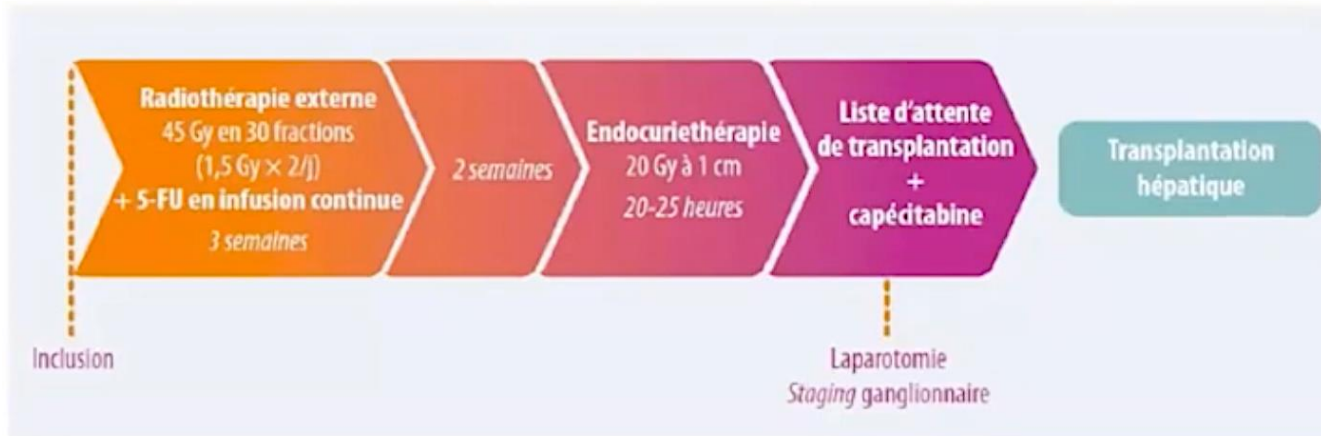 Radiothérapie externe
45 Gy en 30 fractions
(1,5 Gy × 2/j)
+ 5-FU en infusion continue
3 semaines
2 semaines
Endocuriethérapie
20 Gy à 1 cm
20-25 heures
Liste d'attente
de transplantation
+
capécitabine
Transplantation
hépatique
Inclusion
Laparotomie
Staging ganglionnaire